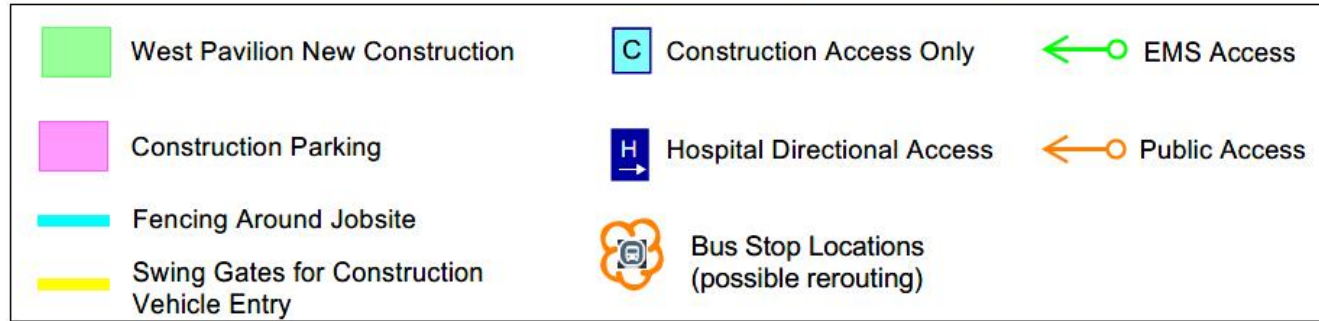 West Pavilion New Construction
C
Construction Access Only
EMS Access
Construction Parking
H
Hospital Directional Access
Public Access
Fencing Around Jobsite
Bus Stop Locations
(possible rerouting)
Swing Gates for Construction
Vehicle Entry